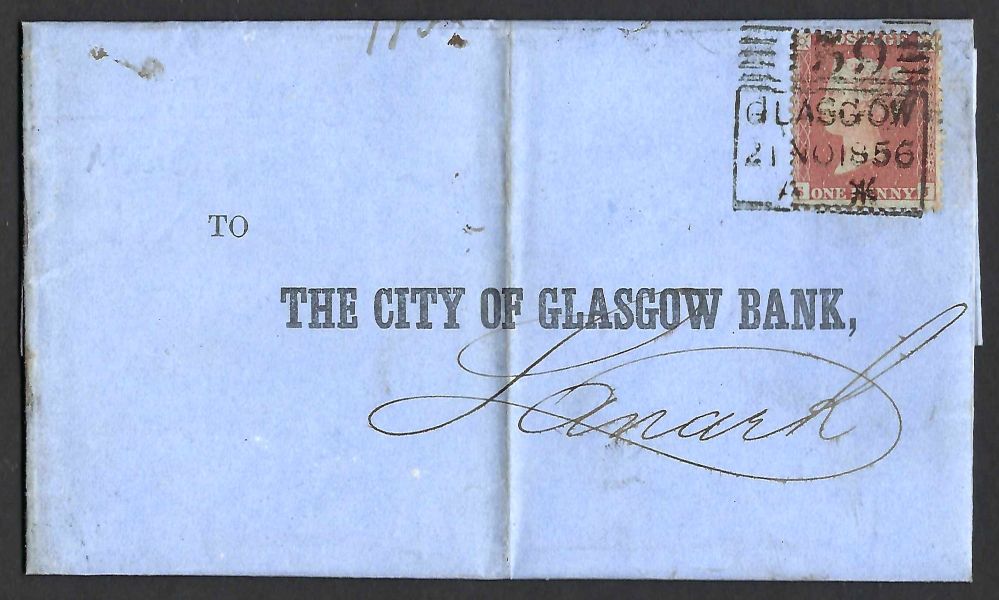 159
GLASGOW
21 NO 1856
ONE PENNY
TO
THE CITY OF GLASGOW BANK,
Lanark